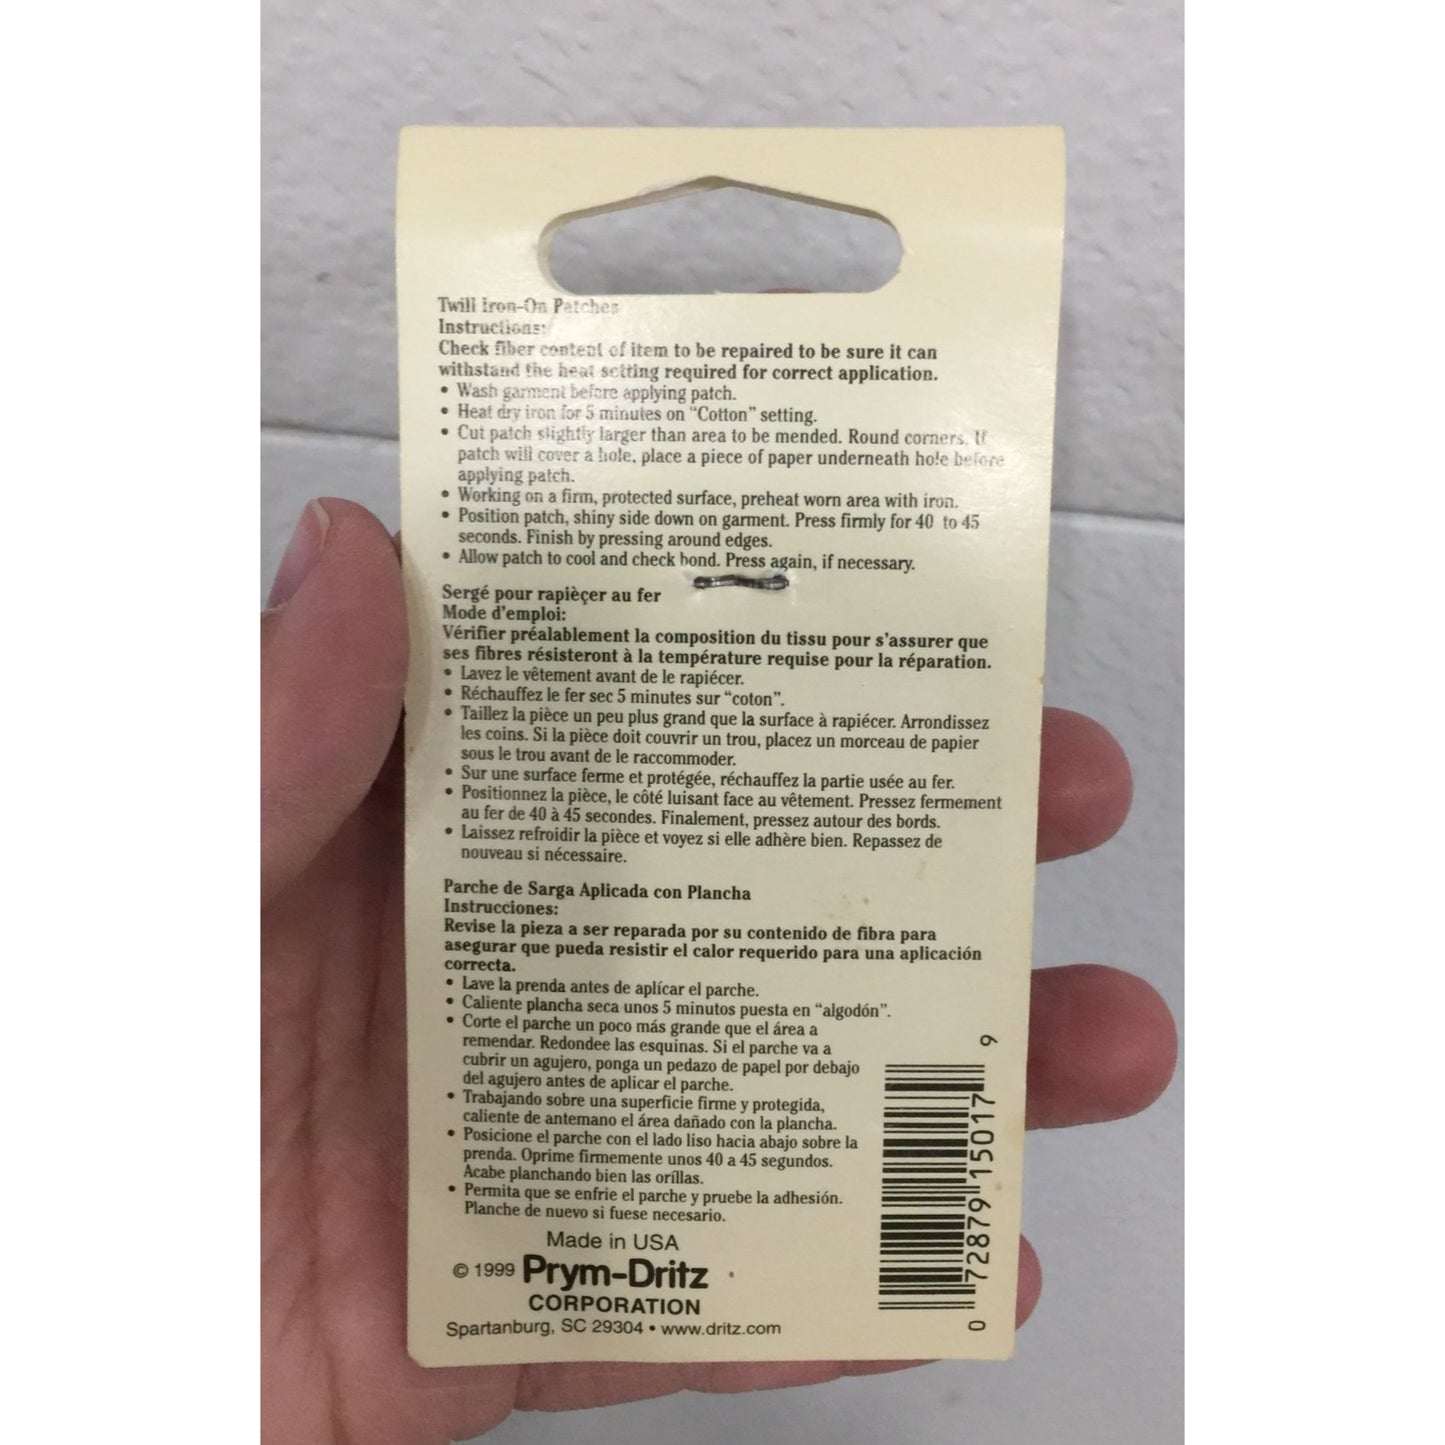 Twill Iron-On Patches
Instructions:
Check fiber content of item to be repaired to be sure it can
withstand the heat setting required for correct application.
• Wash garment before applying patch.
• Heat dry iron for 5 minutes on “Cotton” setting.
• Cut patch slightly larger than area to be mended. Round corners. If
patch will cover a hole, place a piece of paper underneath hole before
applying patch.
• Working on a firm, protected surface, preheat worn area with iron.
• Position patch, shiny side down on garment. Press firmly for 40 to 45
seconds. Finish by pressing around edges.
• Allow patch to cool and check bond. Press again, if necessary.
Sergé pour rapièçer au fer
Mode d’emploi:
Vérifier préalablement la composition du tissu pour s’assurer que
ses fibres résisteront à la température requise pour la réparation.
• Lavez le vêtement avant de le rapiécer.
• Réchauffez le fer sec 5 minutes sur “coton”.
• Taillez la pièce un peu plus grand que la surface à rapiécer. Arrondissez
les coins. Si la pièce doit couvrir un trou, placez un morceau de papier
sous le trou avant de le raccommoder.
• Sur une surface ferme et protégée, réchauffez la partie usée au fer.
• Positionnez la pièce, le côté luisant face au vêtement. Pressez fermement
au fer de 40 à 45 secondes. Finalement, pressez autour des bords.
• Laissez refroidir la pièce et voyez si elle adhère bien. Repassez de
nouveau si nécessaire.
Parche de Sarga Aplicada con Plancha
Instrucciones:
Revise la pieza a ser reparada por su contenido de fibra para
asegurar que pueda resistir el calor requerido para una aplicación
correcta.
• Lave la prenda antes de aplícar el parche.
• Caliente plancha seca unos 5 minutos puesta en “algodón”.
• Corte el parche un poco más grande que el área a
remendar. Redondee las esquinas. Si el parche va a
cubrir un agujero, ponga un pedazo de papel por debajo
del agujero antes de aplicar el parche.
• Trabajando sobre una superficie firme y protegida,
caliente de antemano el área dañado con la plancha.
• Posicione el parche con el lado liso hacia abajo sobre la
prenda. Oprime firmemente unos 40 a 45 segundos.
Acabe planchando bien las oríllas.
• Permita que se enfrie el parche y pruebe la adhesión.
Planche de nuevo si fuese necesario.
Made in USA
© 1999 Prym-Dritz
CORPORATION
Spartanburg, SC 29304 • www.dritz.com
0 72879 15017 9